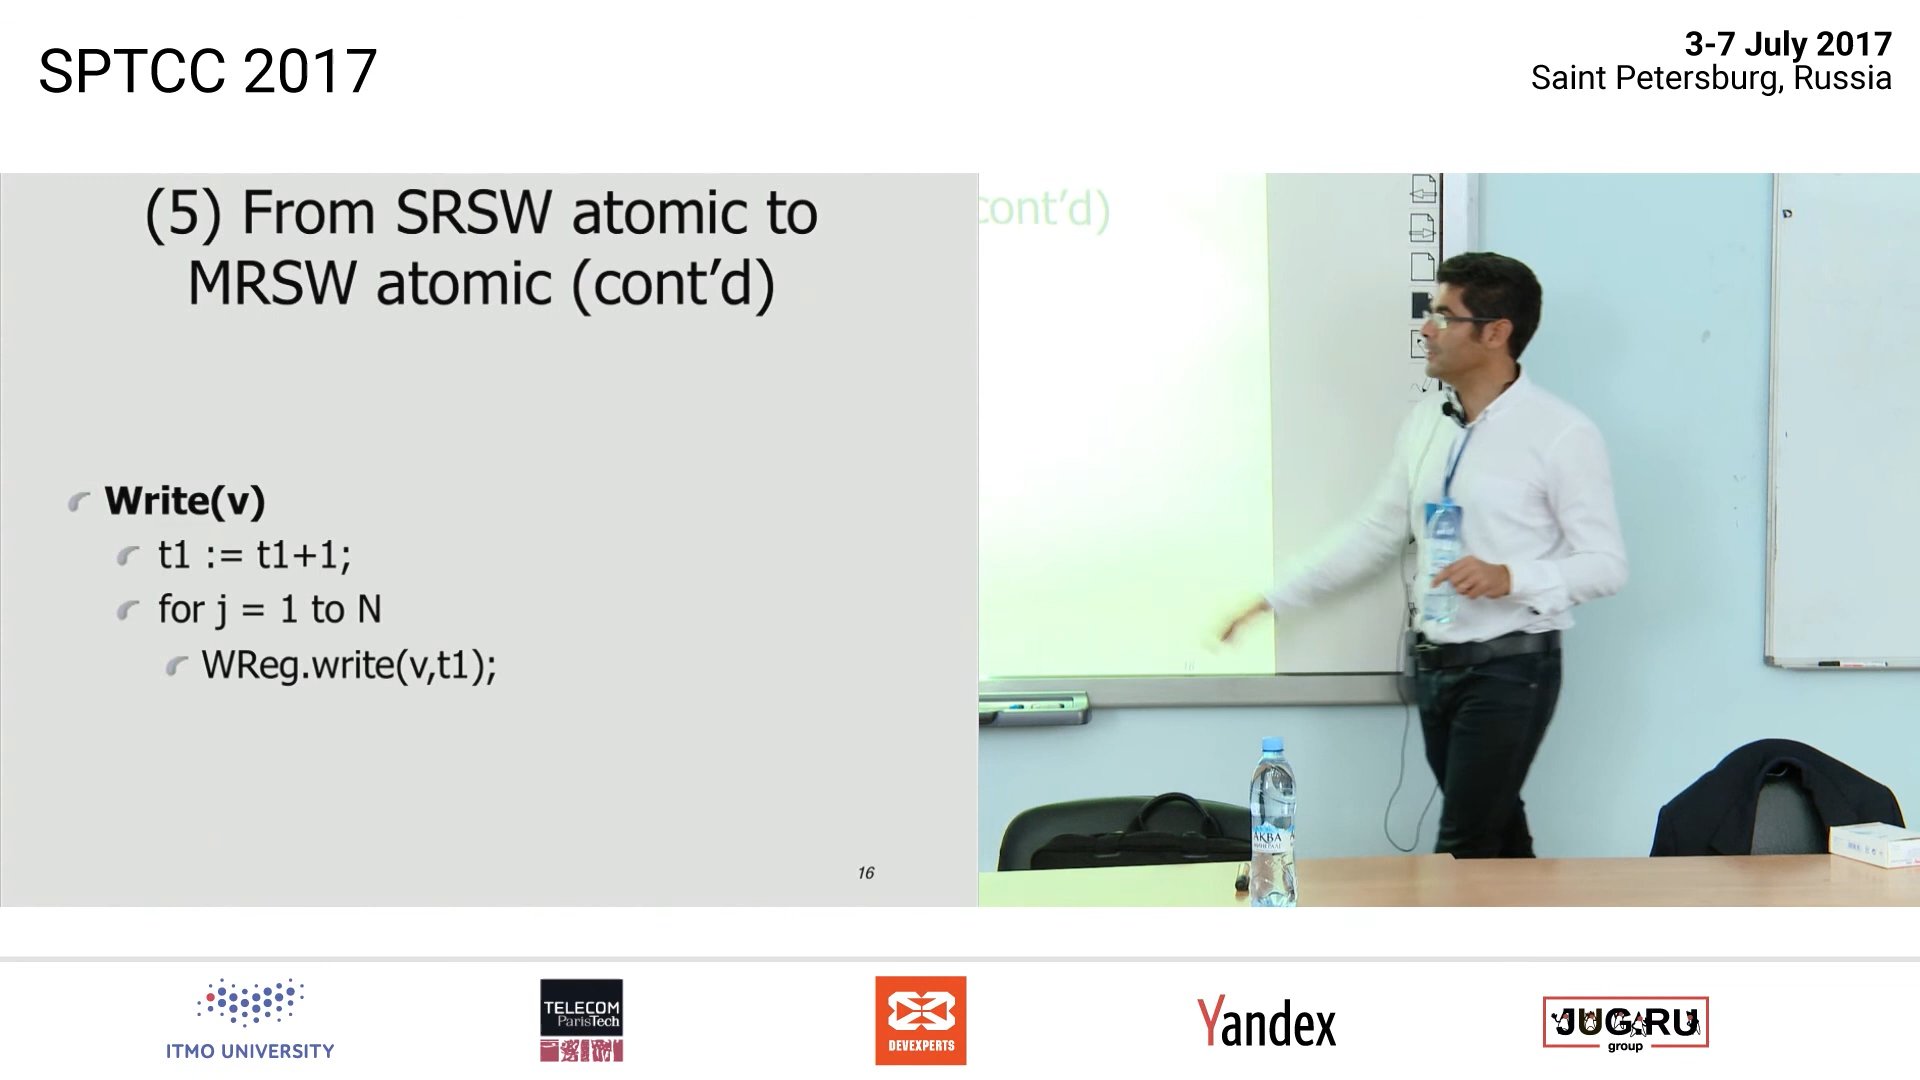 SPTCC 2017
3-7 July 2017
Saint Petersburg, Russia
(5) From SRSW atomic to
MRSW atomic (cont’d)
Write(v)
t1 := t1+1;
for j = 1 to N
WReg.write(v,t1);
16
cont’d)
АКВА
МИНЕРАЛЕ
ITMO UNIVERSITY
TELECOM
ParisTech
DEVEXPERTS
Yandex
JUG.RU
group